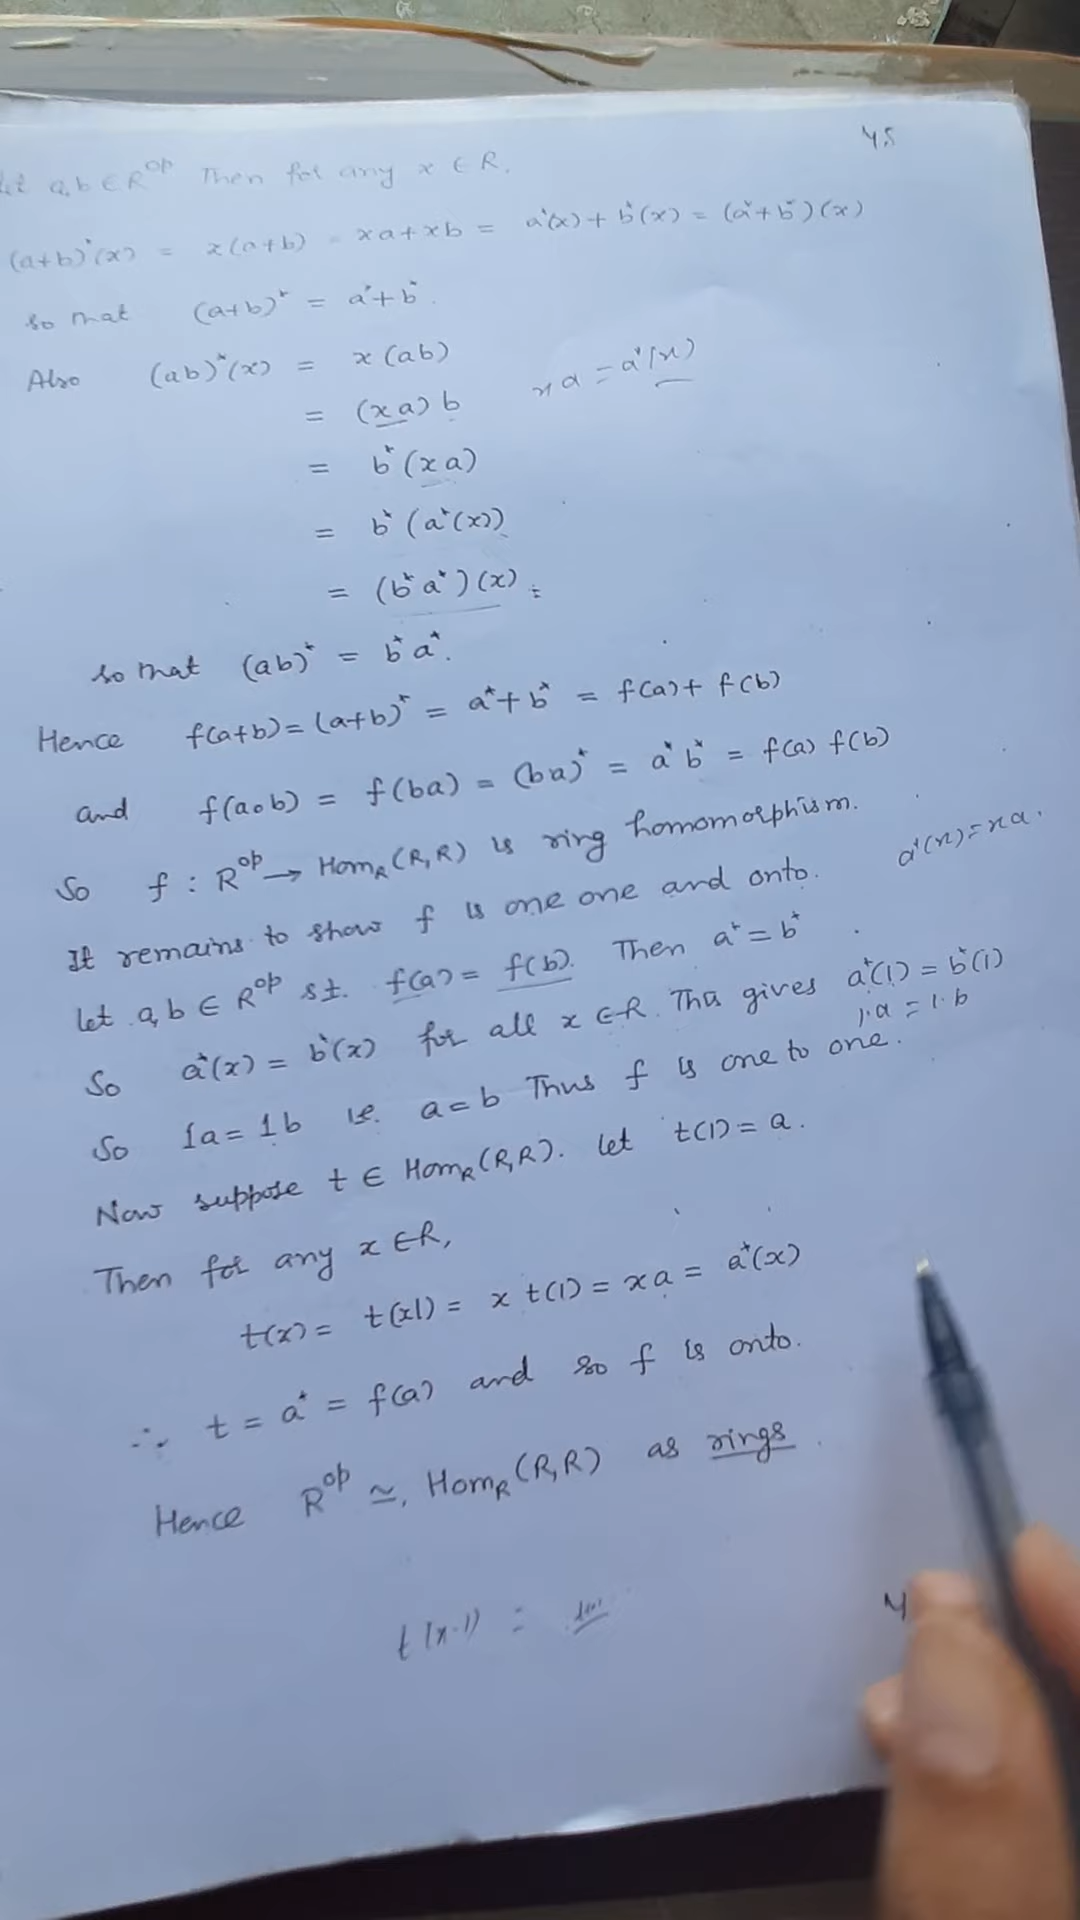 45
Let a,b ∈ R^op Then for any x ∈ R,
(a+b)*(x) = x(a+b) = xa+xb = a*(x) + b*(x) = (a*+b*)(x)
so that (a+b)* = a*+b*.
Also (ab)*(x) = x(ab)
= (xa)b xa = a*(x)
= b*(xa)
= b*(a*(x))
= (b*a*)(x).
so that (ab)* = b*a*.
Hence f(a+b) = (a+b)* = a*+b* = f(a)+f(b)
and f(a∘b) = f(ba) = (ba)* = a*b* = f(a) f(b)
So f : R^op → Hom_R(R,R) is ring homomorphism.
It remains to show f is one one and onto. a*(x)=xa.
let a,b ∈ R^op s.t. f(a) = f(b). Then a* = b*
So a*(x) = b*(x) for all x ∈ R. This gives a*(1) = b*(1)
1.a = 1.b
So 1a = 1b i.e. a=b Thus f is one to one.
Now suppose t ∈ Hom_R(R,R). let t(1) = a.
Then for any x ∈ R,
t(x) = t(x1) = x t(1) = xa = a*(x)
∴ t = a* = f(a) and so f is onto.
Hence R^op ≃ Hom_R(R,R) as rings.
t(x.1) =